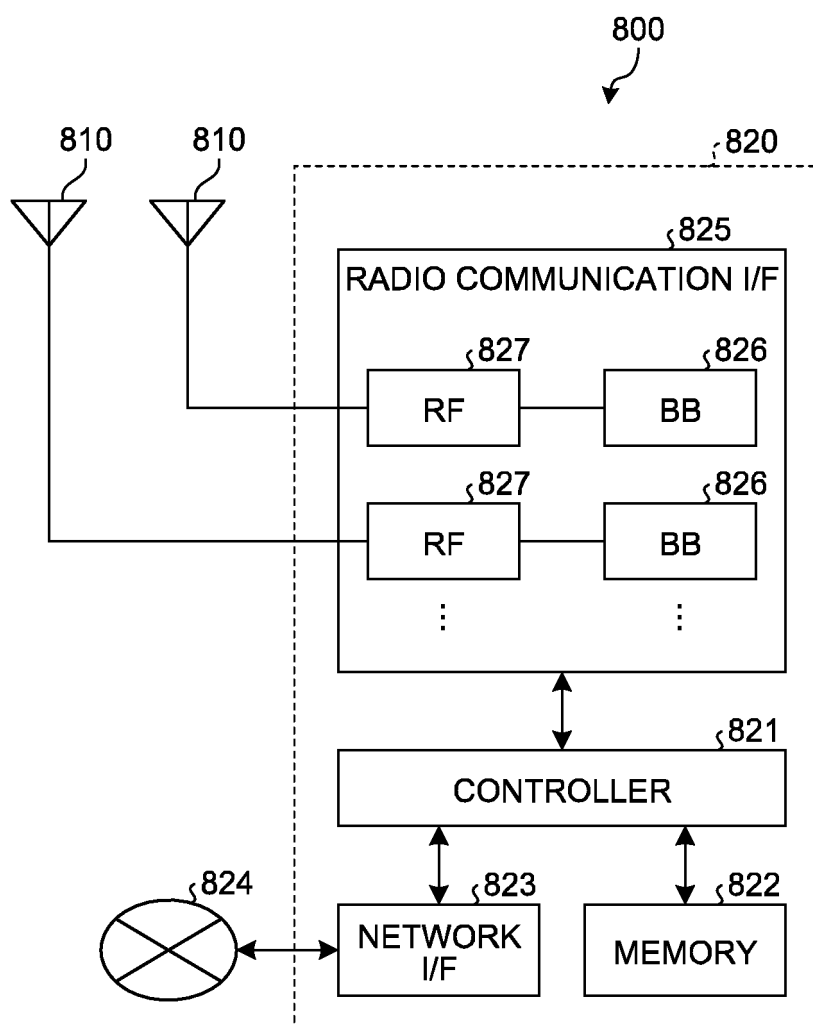 800
810
810
820
825
RADIO COMMUNICATION I/F
827
826
RF
BB
827
826
RF
BB
821
CONTROLLER
824
823
822
NETWORK
I/F
MEMORY